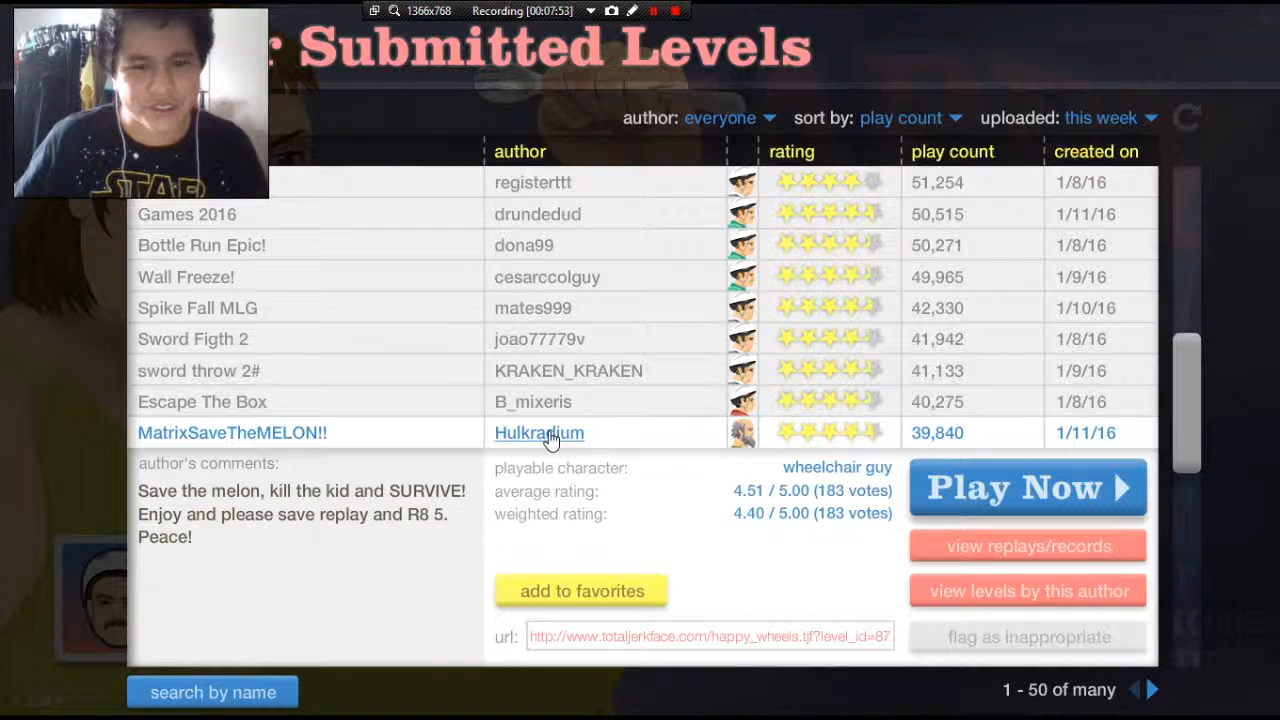 1366x768 Recording [00:07:53]
r Submitted Levels
author: everyone sort by: play count uploaded: this week
author rating play count created on
registerttt 51,254 1/8/16
Games 2016 drundedud 50,515 1/11/16
Bottle Run Epic! dona99 50,271 1/8/16
Wall Freeze! cesarccolguy 49,965 1/9/16
Spike Fall MLG mates999 42,330 1/10/16
Sword Figth 2 joao77779v 41,942 1/8/16
sword throw 2# KRAKEN_KRAKEN 41,133 1/9/16
Escape The Box B_mixeris 40,275 1/8/16
MatrixSaveTheMELON!! Hulkradium 39,840 1/11/16
author's comments:
Save the melon, kill the kid and SURVIVE!
Enjoy and please save replay and R8 5.
Peace!
playable character: wheelchair guy
average rating: 4.51 / 5.00 (183 votes)
weighted rating: 4.40 / 5.00 (183 votes)
add to favorites
url: http://www.totaljerkface.com/happy_wheels.tjf?level_id=87
Play Now
view replays/records
view levels by this author
flag as inappropriate
search by name
1 - 50 of many
STAR